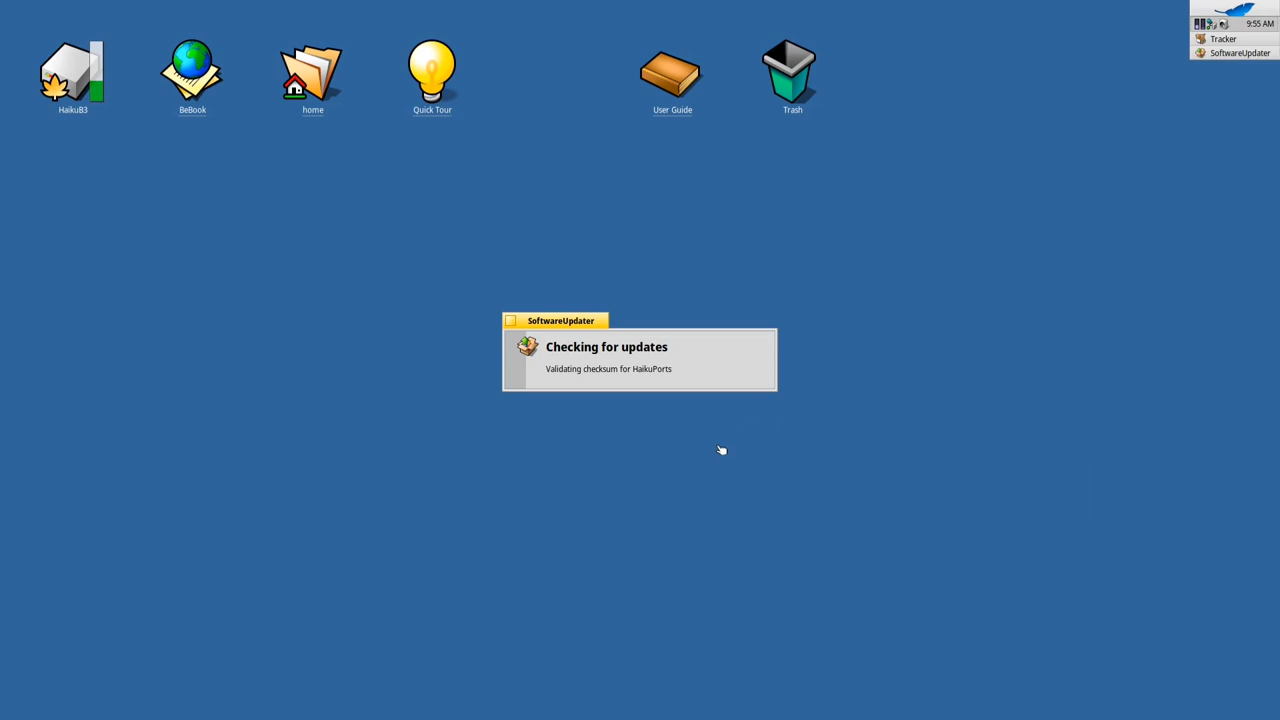 9:55 AM
Tracker
SoftwareUpdater
HaikuB3
BeBook
home
Quick Tour
User Guide
Trash
SoftwareUpdater
Checking for updates
Validating checksum for HaikuPorts